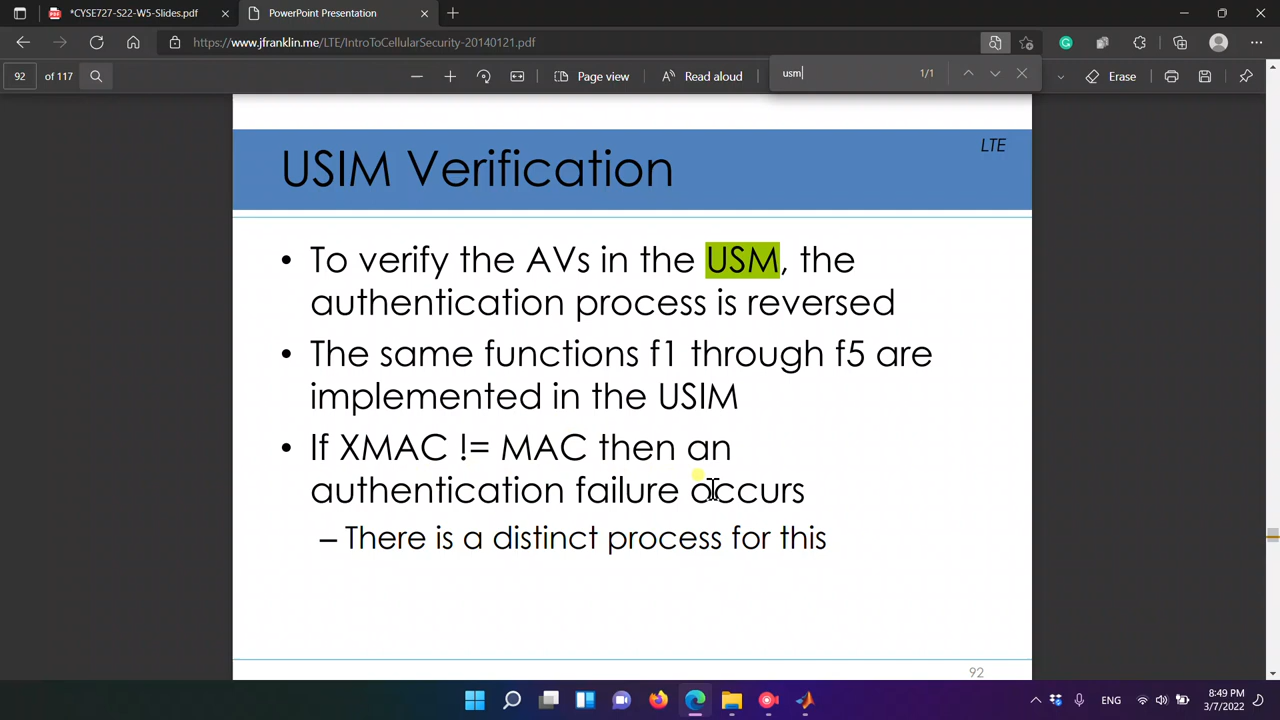 *CYSE727-S22-W5-Slides.pdf
PowerPoint Presentation
https://www.jfranklin.me/LTE/IntroToCellularSecurity-20140121.pdf
92 of 117
Page view
Read aloud
usm
1/1
Erase
LTE
USIM Verification
• To verify the AVs in the USM, the
authentication process is reversed
• The same functions f1 through f5 are
implemented in the USIM
• If XMAC != MAC then an
authentication failure occurs
– There is a distinct process for this
92
ENG
8:49 PM
3/7/2022